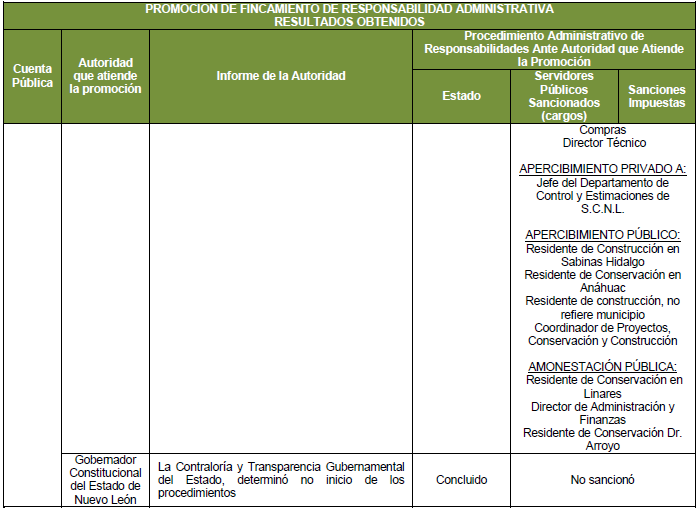 PROMOCION DE FINCAMIENTO DE RESPONSABILIDAD ADMINISTRATIVA
RESULTADOS OBTENIDOS
Cuenta
Pública
Autoridad
que atiende
la promoción
Informe de la Autoridad
Procedimiento Administrativo de
Responsabilidades Ante Autoridad que Atiende
la Promoción
Estado
Servidores
Públicos
Sancionados
(cargos)
Sanciones
Impuestas
Compras
Director Técnico
APERCIBIMIENTO PRIVADO A:
Jefe del Departamento de
Control y Estimaciones de
S.C.N.L.
APERCIBIMIENTO PÚBLICO:
Residente de Construcción en
Sabinas Hidalgo
Residente de Conservación en
Anáhuac
Residente de construcción, no
refiere municipio
Coordinador de Proyectos,
Conservación y Construcción
AMONESTACIÓN PÚBLICA:
Residente de Conservación en
Linares
Director de Administración y
Finanzas
Residente de Conservación Dr.
Arroyo
Gobernador
Constitucional
del Estado de
Nuevo León
La Contraloría y Transparencia Gubernamental
del Estado, determinó no inicio de los
procedimientos
Concluido
No sancionó